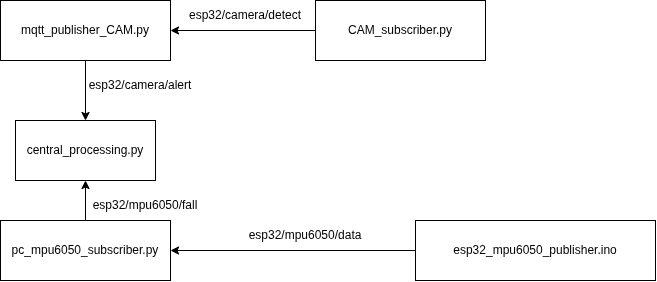 esp32/camera/detect
mqtt_publisher_CAM.py
CAM_subscriber.py
esp32/camera/alert
central_processing.py
esp32/mpu6050/fall
esp32/mpu6050/data
pc_mpu6050_subscriber.py
esp32_mpu6050_publisher.ino